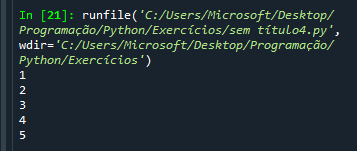 In [21]: runfile('C:/Users/Microsoft/Desktop/
Programação/Python/Exercícios/sem título4.py',
wdir='C:/Users/Microsoft/Desktop/Programação/
Python/Exercícios')
1
2
3
4
5